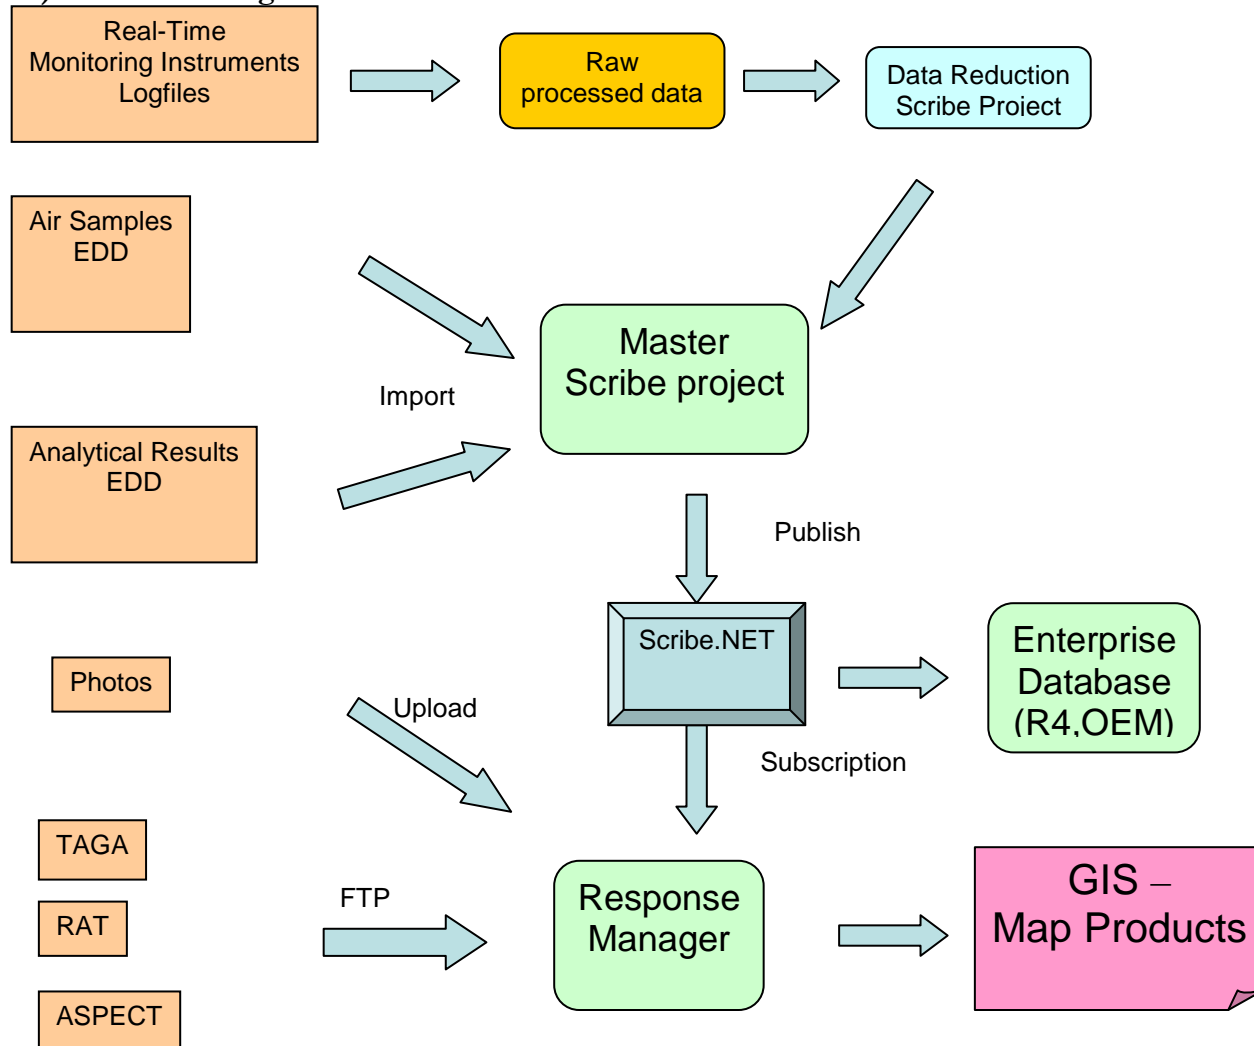 Real-Time
Monitoring Instruments
Logfiles
Raw
processed data
Data Reduction
Scribe Project
Air Samples
EDD
Master
Scribe project
Import
Analytical Results
EDD
Publish
Scribe.NET
Enterprise
Database
(R4,OEM)
Photos
Upload
Subscription
TAGA
RAT
ASPECT
FTP
Response
Manager
GIS –
Map Products